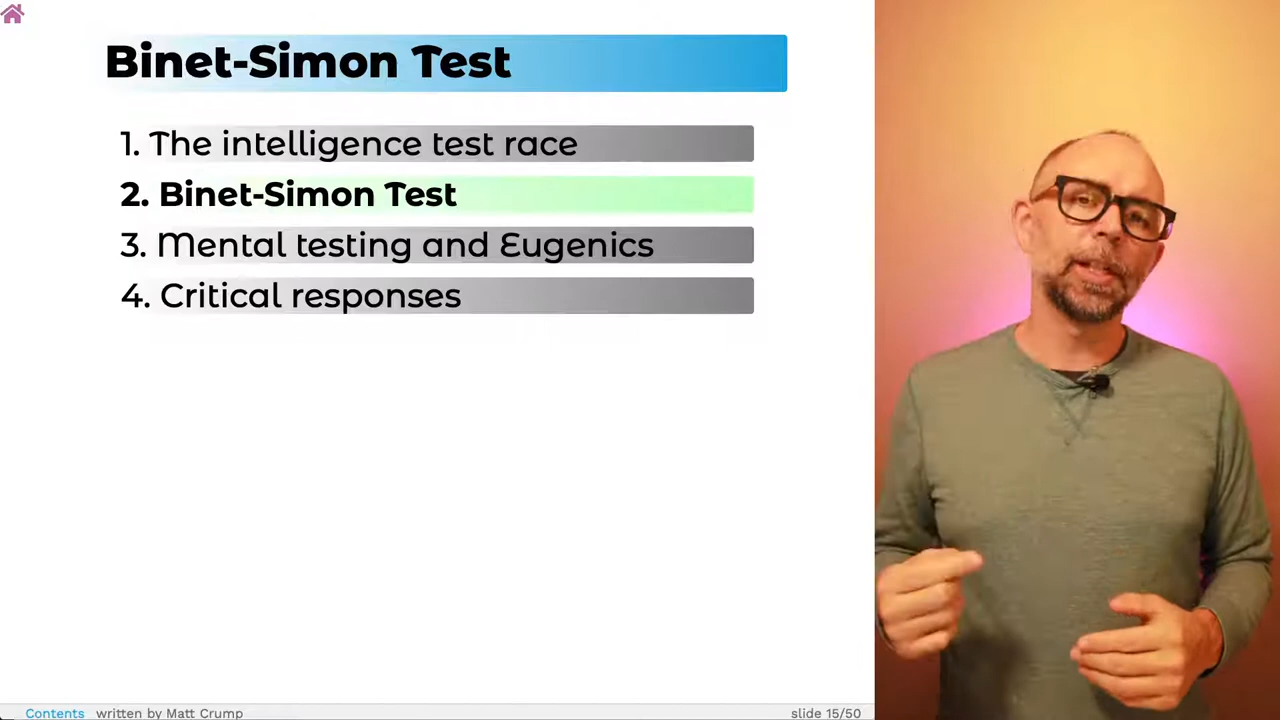 Binet-Simon Test
1. The intelligence test race
2. Binet-Simon Test
3. Mental testing and Eugenics
4. Critical responses
Contents written by Matt Crump slide 15/50